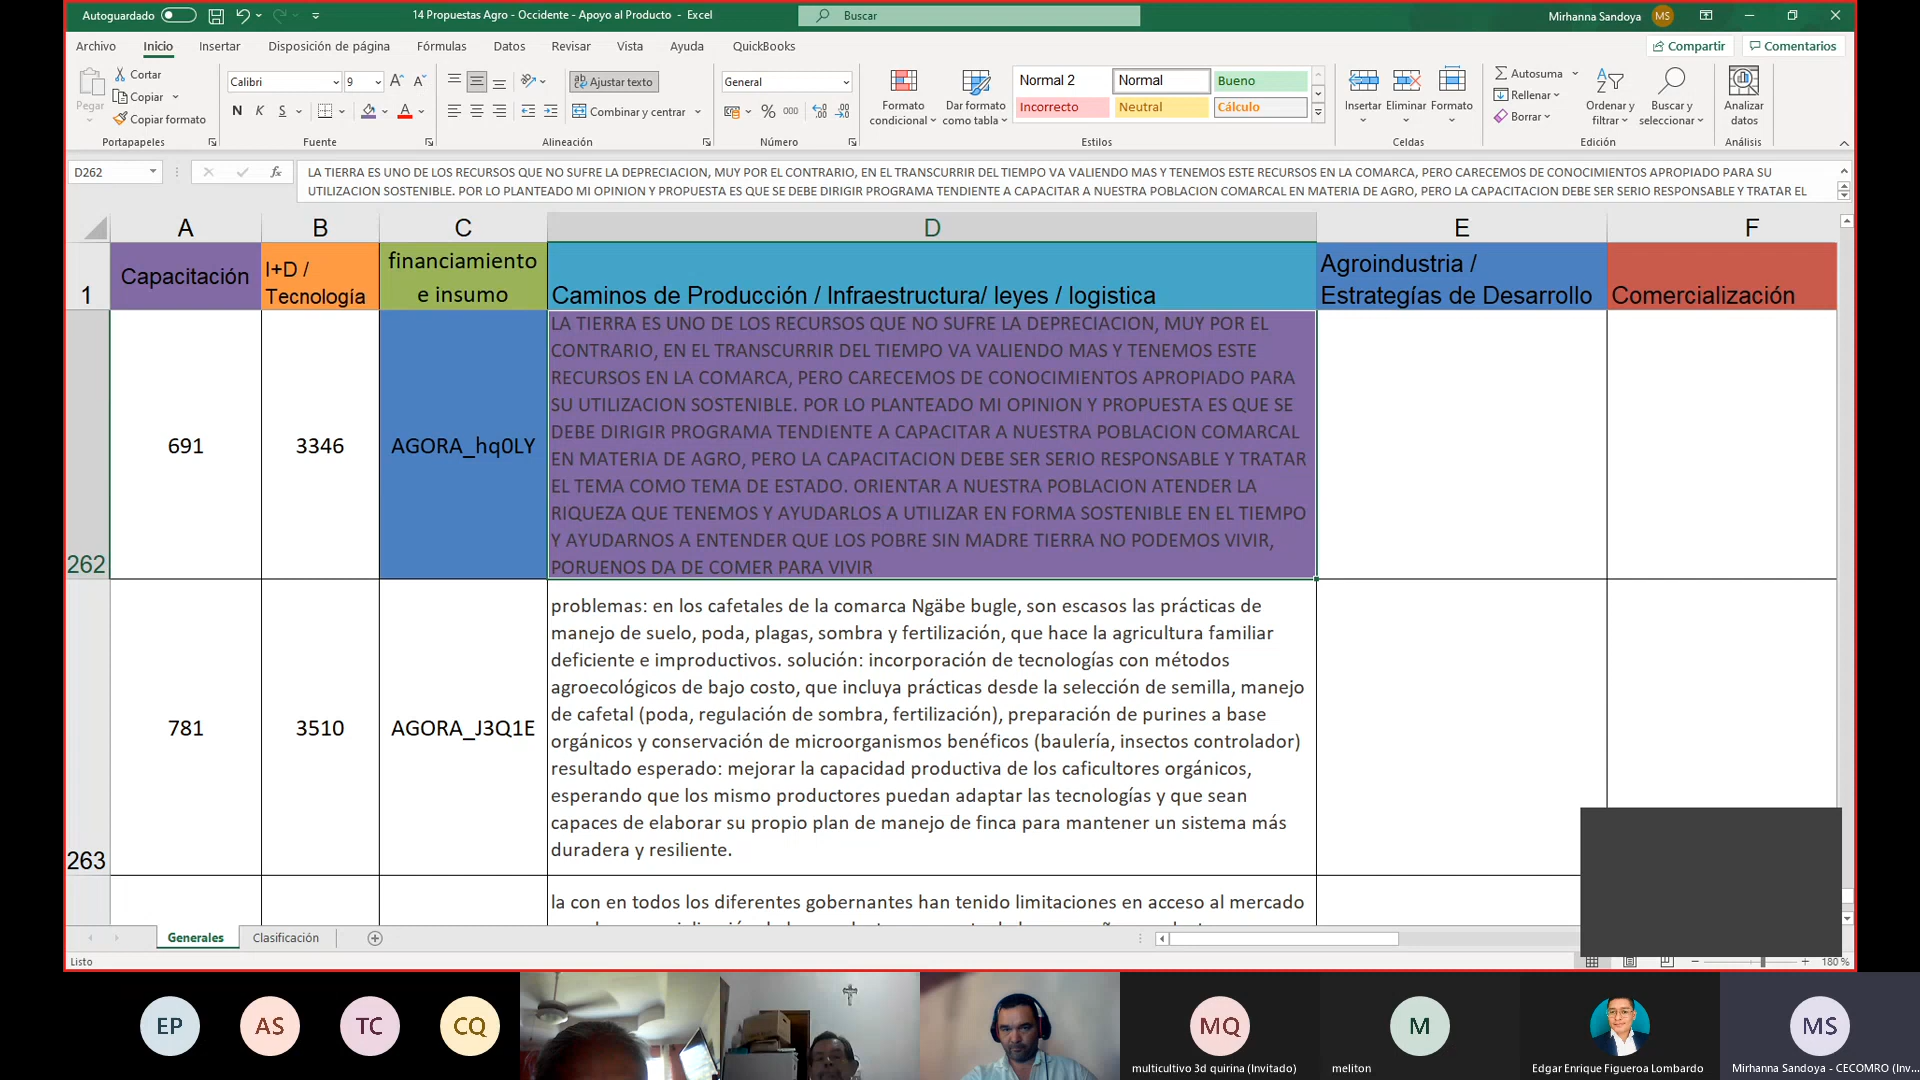 Autoguardado
14 Propuestas Agro - Occidente - Apoyo al Producto - Excel
Buscar
Mirhanna Sandoya
MS
Archivo
Inicio
Insertar
Disposición de página
Fórmulas
Datos
Revisar
Vista
Ayuda
QuickBooks
Compartir
Comentarios
Pegar
Cortar
Copiar
Copiar formato
Portapapeles
Calibri
9
N K S
Fuente
Ajustar texto
Combinar y centrar
Alineación
General
% 000
Número
Formato condicional
Dar formato como tabla
Normal 2
Normal
Bueno
Incorrecto
Neutral
Cálculo
Estilos
Insertar
Eliminar
Formato
Celdas
Autosuma
Rellenar
Borrar
Ordenar y filtrar
Buscar y seleccionar
Edición
Analizar datos
Análisis
D262
fx
LA TIERRA ES UNO DE LOS RECURSOS QUE NO SUFRE LA DEPRECIACION, MUY POR EL CONTRARIO, EN EL TRANSCURRIR DEL TIEMPO VA VALIENDO MAS Y TENEMOS ESTE RECURSOS EN LA COMARCA, PERO CARECEMOS DE CONOCIMIENTOS APROPIADO PARA SU
UTILIZACION SOSTENIBLE. POR LO PLANTEADO MI OPINION Y PROPUESTA ES QUE SE DEBE DIRIGIR PROGRAMA TENDIENTE A CAPACITAR A NUESTRA POBLACION COMARCAL EN MATERIA DE AGRO, PERO LA CAPACITACION DEBE SER SERIO RESPONSABLE Y TRATAR EL
A B C D E F
1
Capacitación
I+D /
Tecnología
financiamiento
e insumo
Caminos de Producción / Infraestructura/ leyes / logistica
Agroindustria /
Estrategías de Desarrollo
Comercialización
262
691
3346
AGORA_hq0LY
LA TIERRA ES UNO DE LOS RECURSOS QUE NO SUFRE LA DEPRECIACION, MUY POR EL
CONTRARIO, EN EL TRANSCURRIR DEL TIEMPO VA VALIENDO MAS Y TENEMOS ESTE
RECURSOS EN LA COMARCA, PERO CARECEMOS DE CONOCIMIENTOS APROPIADO PARA
SU UTILIZACION SOSTENIBLE. POR LO PLANTEADO MI OPINION Y PROPUESTA ES QUE SE
DEBE DIRIGIR PROGRAMA TENDIENTE A CAPACITAR A NUESTRA POBLACION COMARCAL
EN MATERIA DE AGRO, PERO LA CAPACITACION DEBE SER SERIO RESPONSABLE Y TRATAR
EL TEMA COMO TEMA DE ESTADO. ORIENTAR A NUESTRA POBLACION ATENDER LA
RIQUEZA QUE TENEMOS Y AYUDARLOS A UTILIZAR EN FORMA SOSTENIBLE EN EL TIEMPO
Y AYUDARNOS A ENTENDER QUE LOS POBRE SIN MADRE TIERRA NO PODEMOS VIVIR,
PORUENOS DA DE COMER PARA VIVIR
263
781
3510
AGORA_J3Q1E
problemas: en los cafetales de la comarca Ngäbe bugle, son escasos las prácticas de
manejo de suelo, poda, plagas, sombra y fertilización, que hace la agricultura familiar
deficiente e improductivos. solución: incorporación de tecnologías con métodos
agroecológicos de bajo costo, que incluya prácticas desde la selección de semilla, manejo
de cafetal (poda, regulación de sombra, fertilización), preparación de purines a base
orgánicos y conservación de microorganismos benéficos (baulería, insectos controlador)
resultado esperado: mejorar la capacidad productiva de los caficultores orgánicos,
esperando que los mismo productores puedan adaptar las tecnologías y que sean
capaces de elaborar su propio plan de manejo de finca para mantener un sistema más
duradera y resiliente.
la con en todos los diferentes gobernantes han tenido limitaciones en acceso al mercado
Generales
Clasificación
Listo
180 %
EP
AS
TC
CQ
MQ
multicultivo 3d quirina (Invitado)
M
meliton
Edgar Enrique Figueroa Lombardo
MS
Mirhanna Sandoya - CECOMRO (Inv...